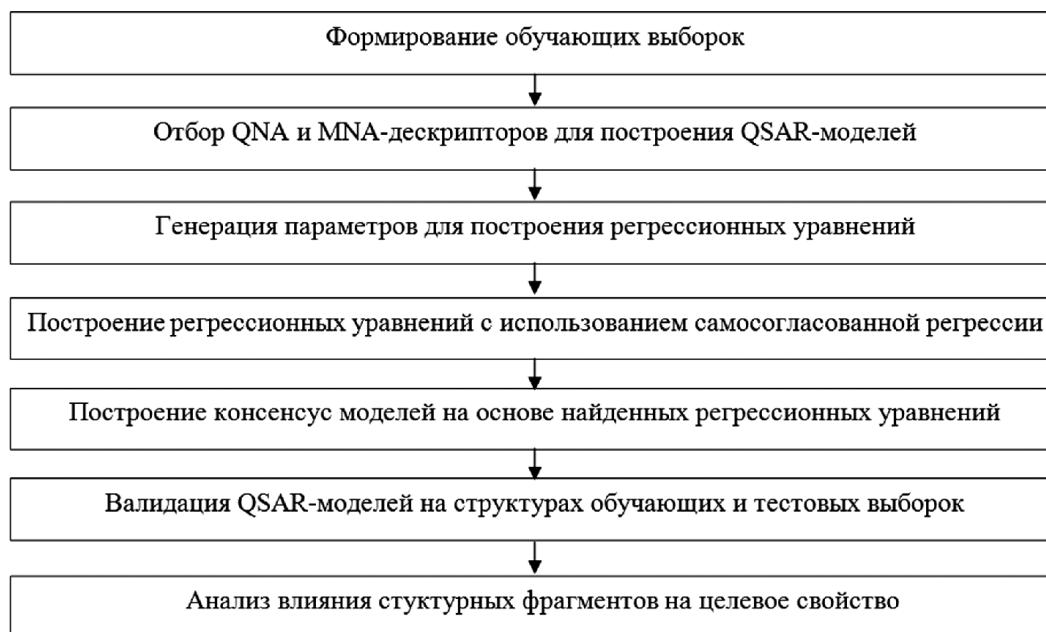 Формирование обучающих выборок
Отбор QNA и MNA-дескрипторов для построения QSAR-моделей
Генерация параметров для построения регрессионных уравнений
Построение регрессионных уравнений с использованием самосогласованной регрессии
Построение консенсус моделей на основе найденных регрессионных уравнений
Валидация QSAR-моделей на структурах обучающих и тестовых выборок
Анализ влияния стуктурных фрагментов на целевое свойство